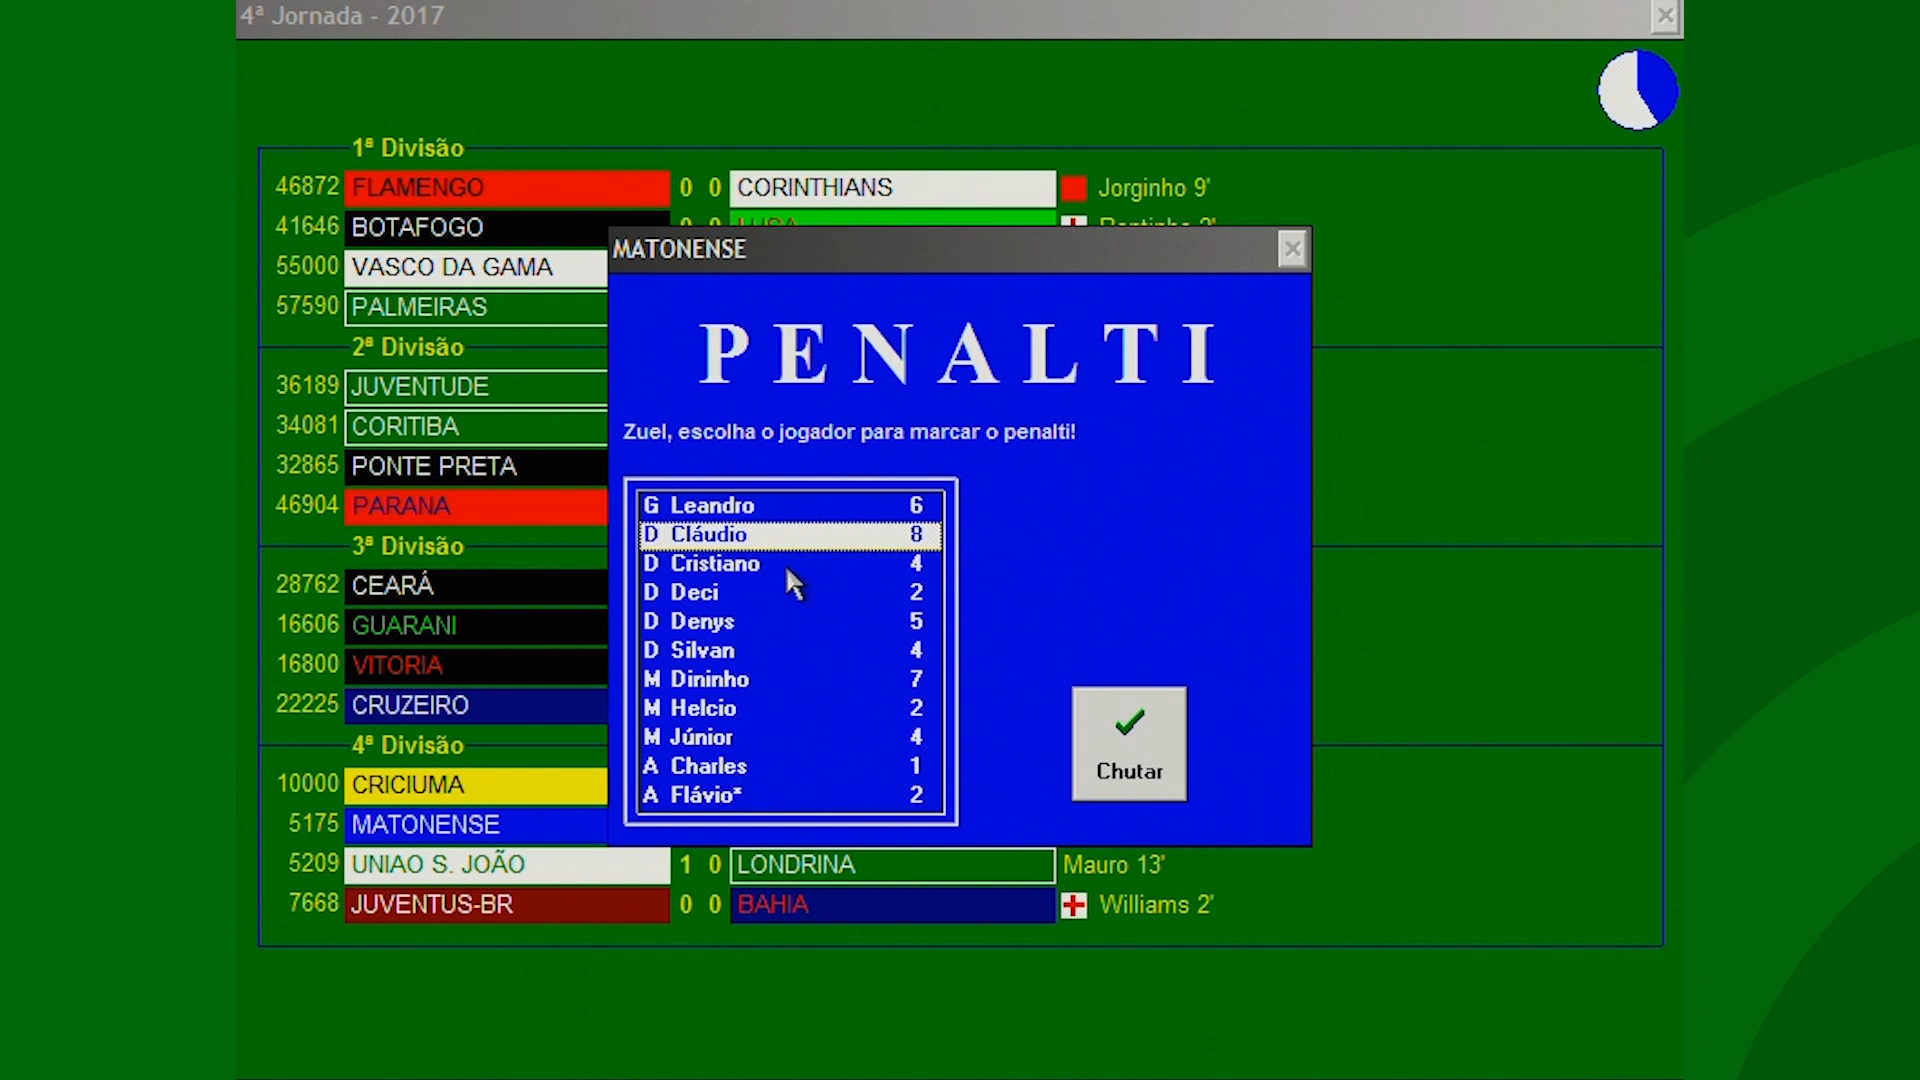 4ª Jornada - 2017
1ª Divisão
46872 FLAMENGO 0 0 CORINTHIANS Jorginho 9'
41646 BOTAFOGO 0 0
55000 VASCO DA GAMA
57590 PALMEIRAS
2ª Divisão
36189 JUVENTUDE
34081 CORITIBA
32865 PONTE PRETA
46904 PARANA
3ª Divisão
28762 CEARÁ
16606 GUARANI
16800 VITORIA
22225 CRUZEIRO
4ª Divisão
10000 CRICIUMA
5175 MATONENSE
5209 UNIAO S. JOÃO 1 0 LONDRINA Mauro 13'
7668 JUVENTUS-BR 0 0 BAHIA Williams 2'
MATONENSE
PENALTI
Zuel, escolha o jogador para marcar o penalti!
G Leandro 6
D Cláudio 8
D Cristiano 4
D Deci 2
D Denys 5
D Silvan 4
M Dininho 7
M Helcio 2
M Júnior 4
A Charles 1
A Flávio* 2
Chutar